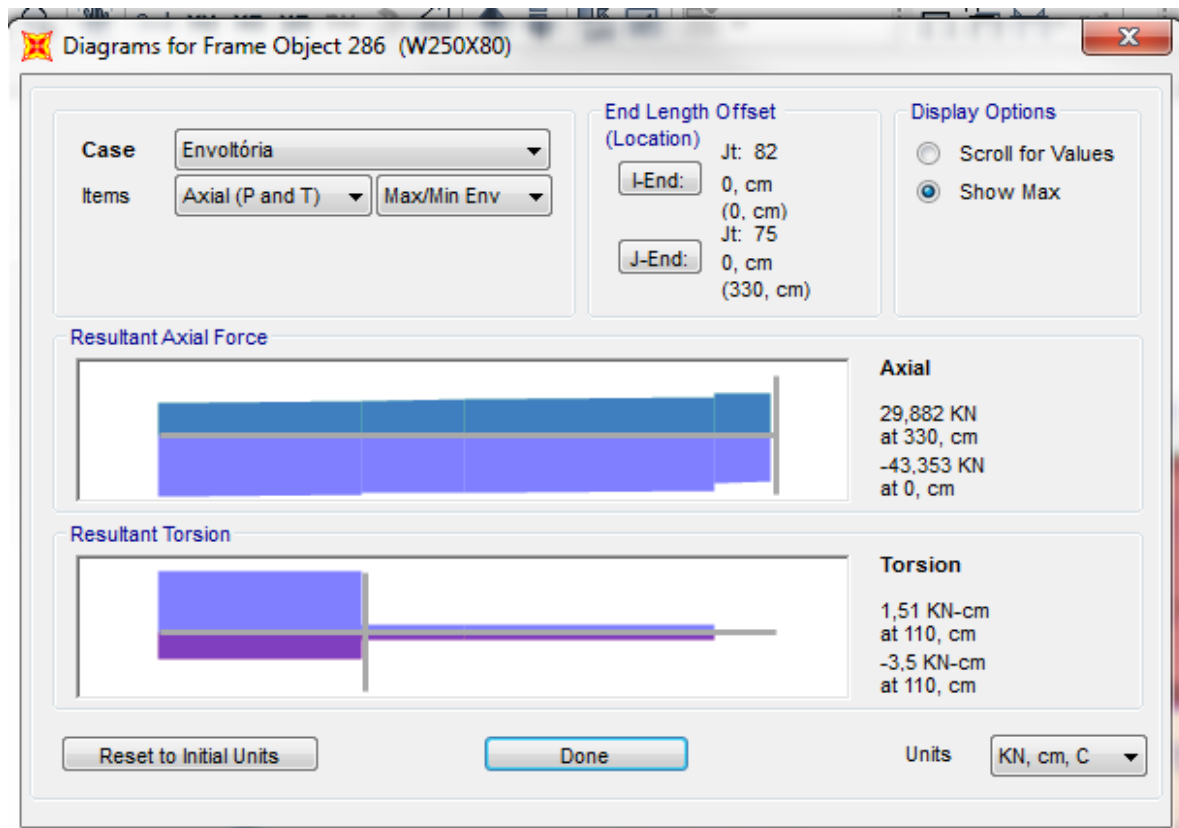 Diagrams for Frame Object 286 (W250X80)
Case
Envoltória
Items
Axial (P and T)
Max/Min Env
End Length Offset
(Location)
I-End:
Jt: 82
0, cm
(0, cm)
J-End:
Jt: 75
0, cm
(330, cm)
Display Options
Scroll for Values
Show Max
Resultant Axial Force
Axial
29,882 KN
at 330, cm
-43,353 KN
at 0, cm
Resultant Torsion
Torsion
1,51 KN-cm
at 110, cm
-3,5 KN-cm
at 110, cm
Reset to Initial Units
Done
Units
KN, cm, C